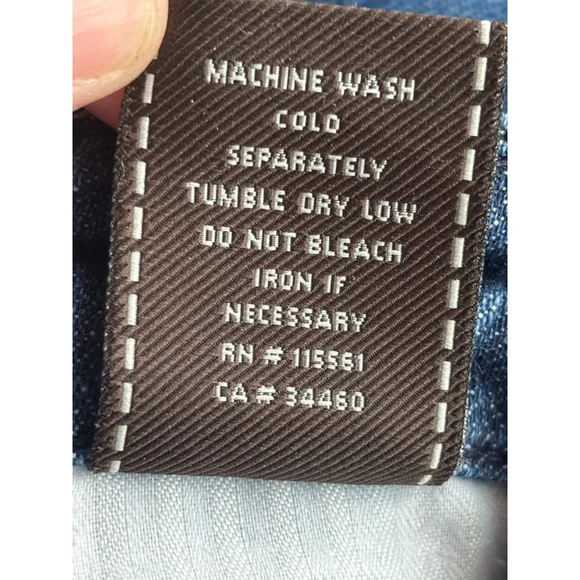 MACHINE WASH
COLD
SEPARATELY
TUMBLE DRY LOW
DO NOT BLEACH
IRON IF
NECESSARY
RN # 115561
CA # 34460